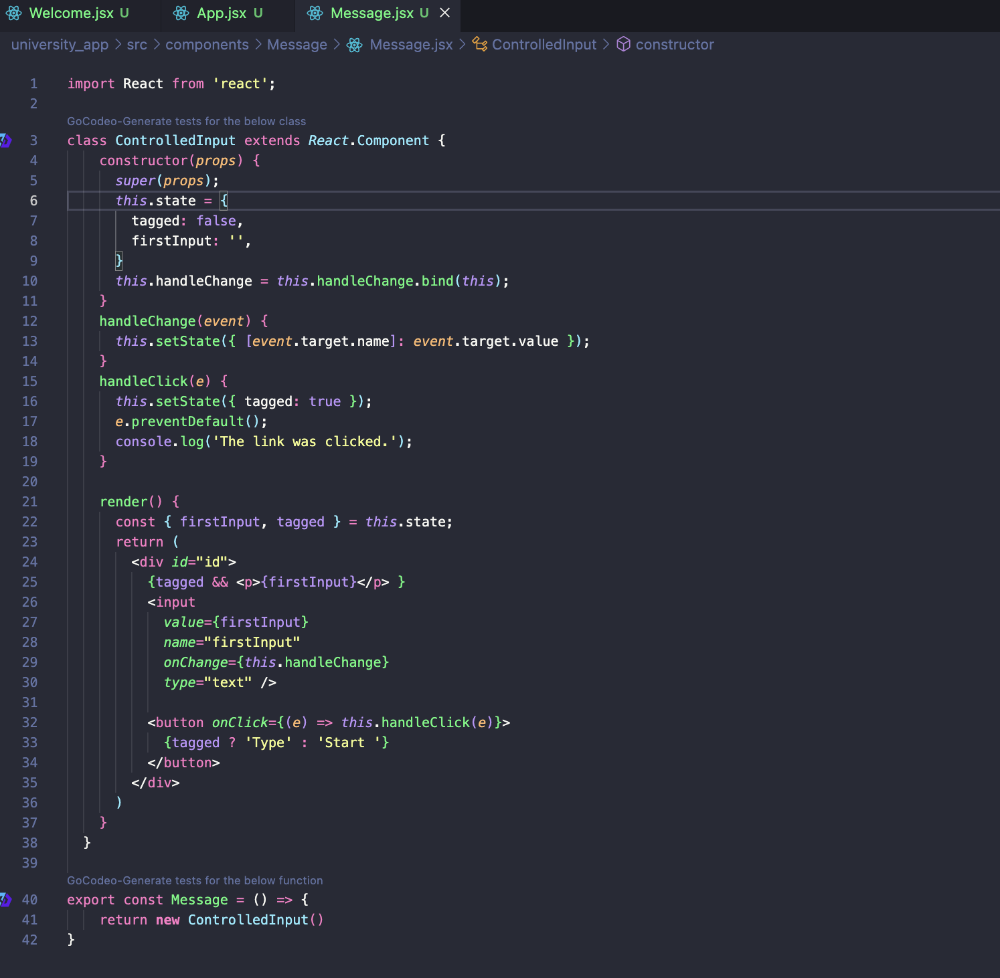 Welcome.jsx U App.jsx U Message.jsx U
university_app > src > components > Message > Message.jsx > ControlledInput > constructor
1 import React from 'react';
2
GoCodeo-Generate tests for the below class
3 class ControlledInput extends React.Component {
4 constructor(props) {
5 super(props);
6 this.state = {
7 tagged: false,
8 firstInput: '',
9 }
10 this.handleChange = this.handleChange.bind(this);
11 }
12 handleChange(event) {
13 this.setState({ [event.target.name]: event.target.value });
14 }
15 handleClick(e) {
16 this.setState({ tagged: true });
17 e.preventDefault();
18 console.log('The link was clicked.');
19 }
20
21 render() {
22 const { firstInput, tagged } = this.state;
23 return (
24 <div id="id">
25 {tagged && <p>{firstInput}</p> }
26 <input
27 value={firstInput}
28 name="firstInput"
29 onChange={this.handleChange}
30 type="text" />
31
32 <button onClick={(e) => this.handleClick(e)}>
33 {tagged ? 'Type' : 'Start '}
34 </button>
35 </div>
36 )
37 }
38 }
39
GoCodeo-Generate tests for the below function
40 export const Message = () => {
41 return new ControlledInput()
42 }